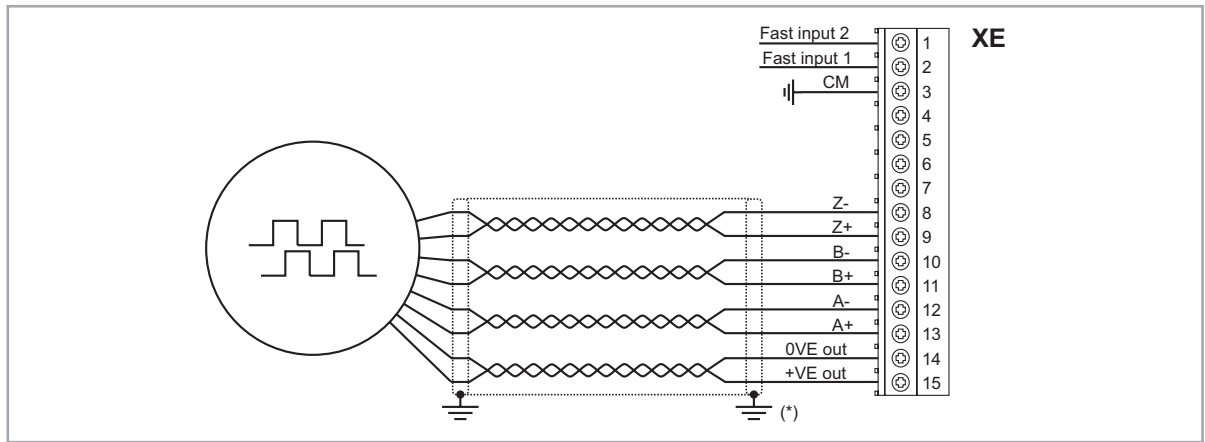 Fast input 2
1
XE
Fast input 1
2
CM
3
4
5
6
7
Z-
8
Z+
9
B-
10
B+
11
A-
12
A+
13
0VE out
14
+VE out
15
(*)